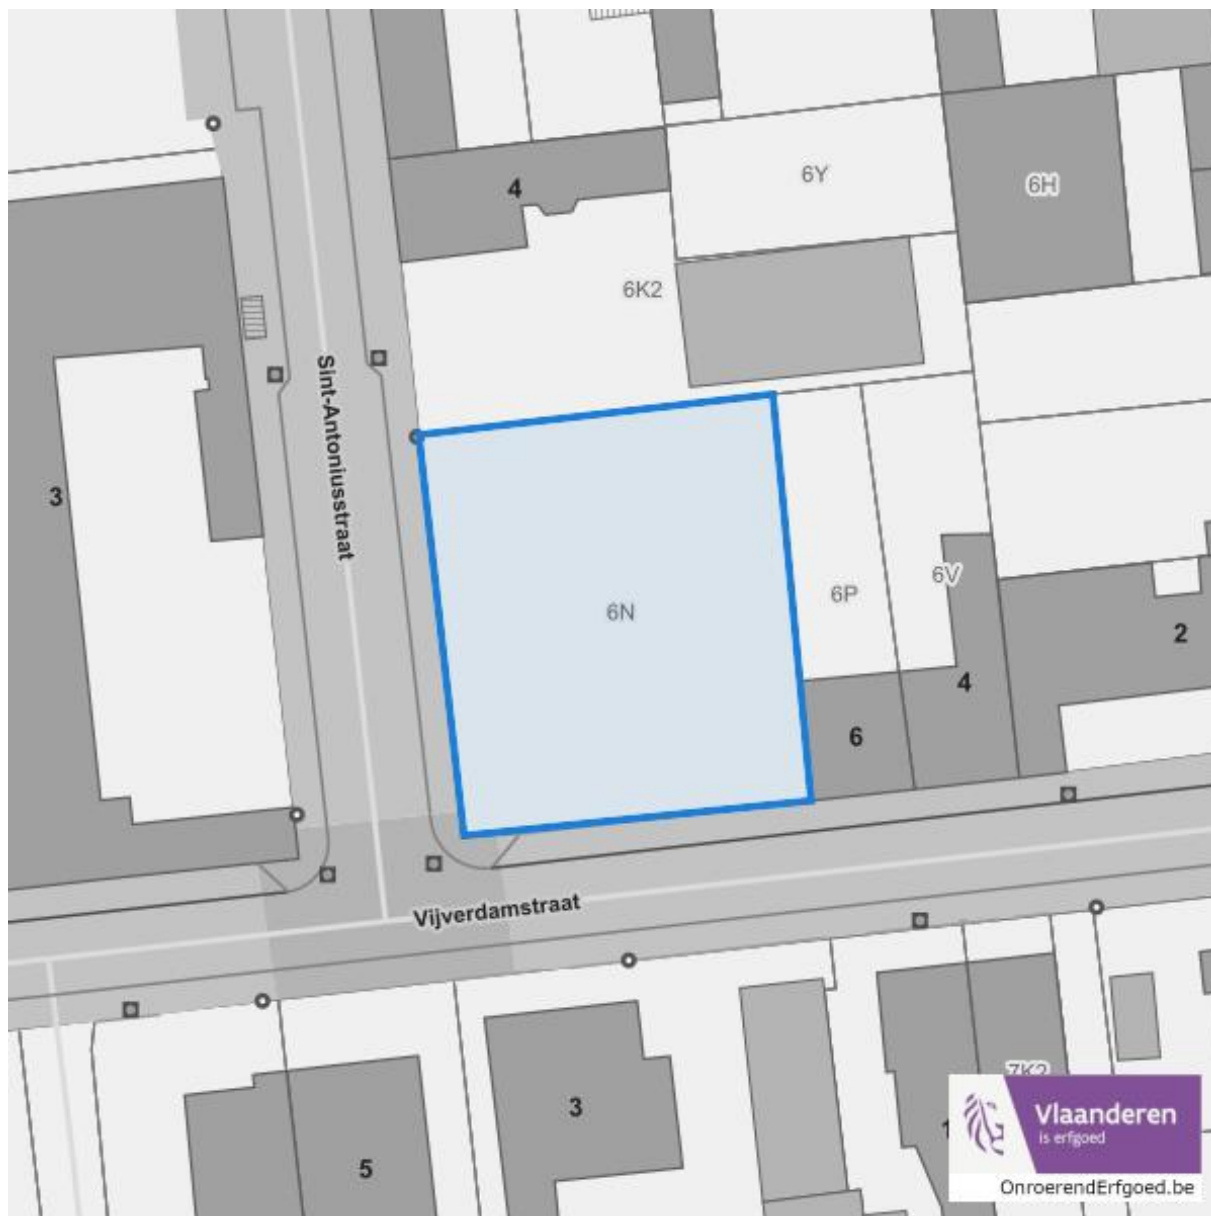 4
6Y
6H
6K2
Sint-Antoniusstraat
3
6N
6P
6V
2
4
6
Vijverdamstraat
3
5
7K2
Vlaanderen
is erfgoed
OnroerendErfgoed.be